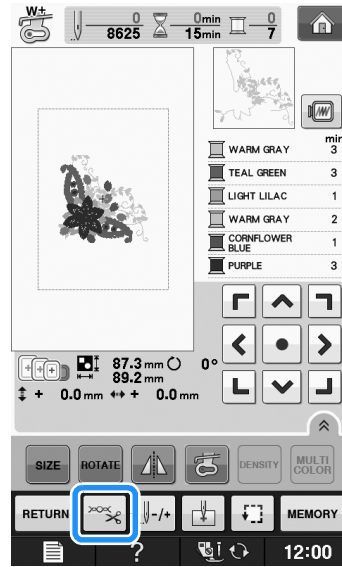 W+
0 0min 0
8625 15min 7
min
WARM GRAY 3
TEAL GREEN 3
LIGHT LILAC 1
WARM GRAY 2
CORNFLOWER
BLUE 1
PURPLE 3
87.3 mm 0°
89.2 mm
+ 0.0 mm + 0.0 mm
SIZE ROTATE DENSITY MULTI
COLOR
RETURN -/+ MEMORY
? 12:00